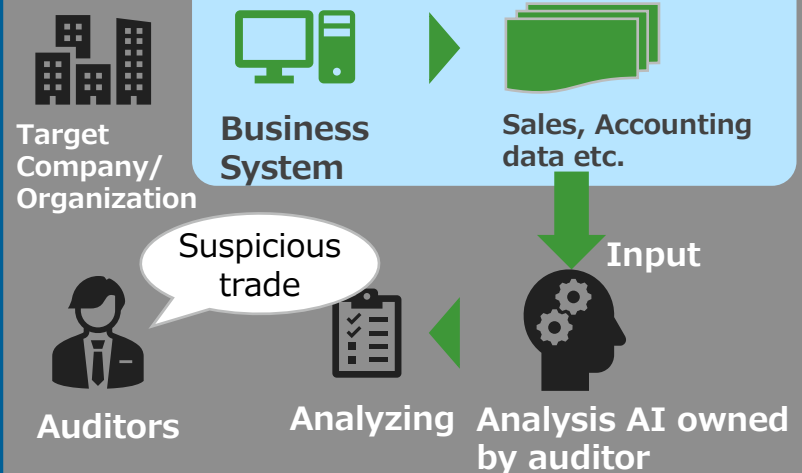 Target
Company/
Organization
Business
System
Sales, Accounting
data etc.
Input
Suspicious
trade
Auditors
Analyzing
Analysis AI owned
by auditor